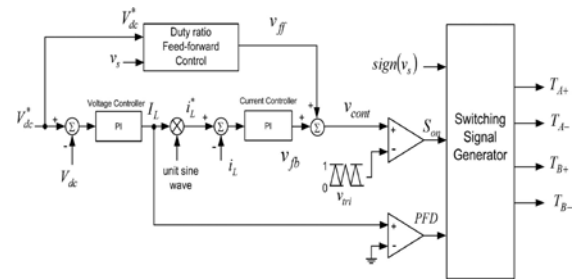 V*dc
Duty ratio
Feed-forward
Control
vs
vff
sign(vs)
Voltage Controller
Current Controller
V*dc
+
Σ
-
PI
IL
i*L
+
Σ
-
PI
+
+
Σ
vcont
+
-
Son
Switching
Signal
Generator
TA+
TA−
TB+
TB−
Vdc
unit sine
wave
iL
vfb
1
0
vtri
PFD
+
-